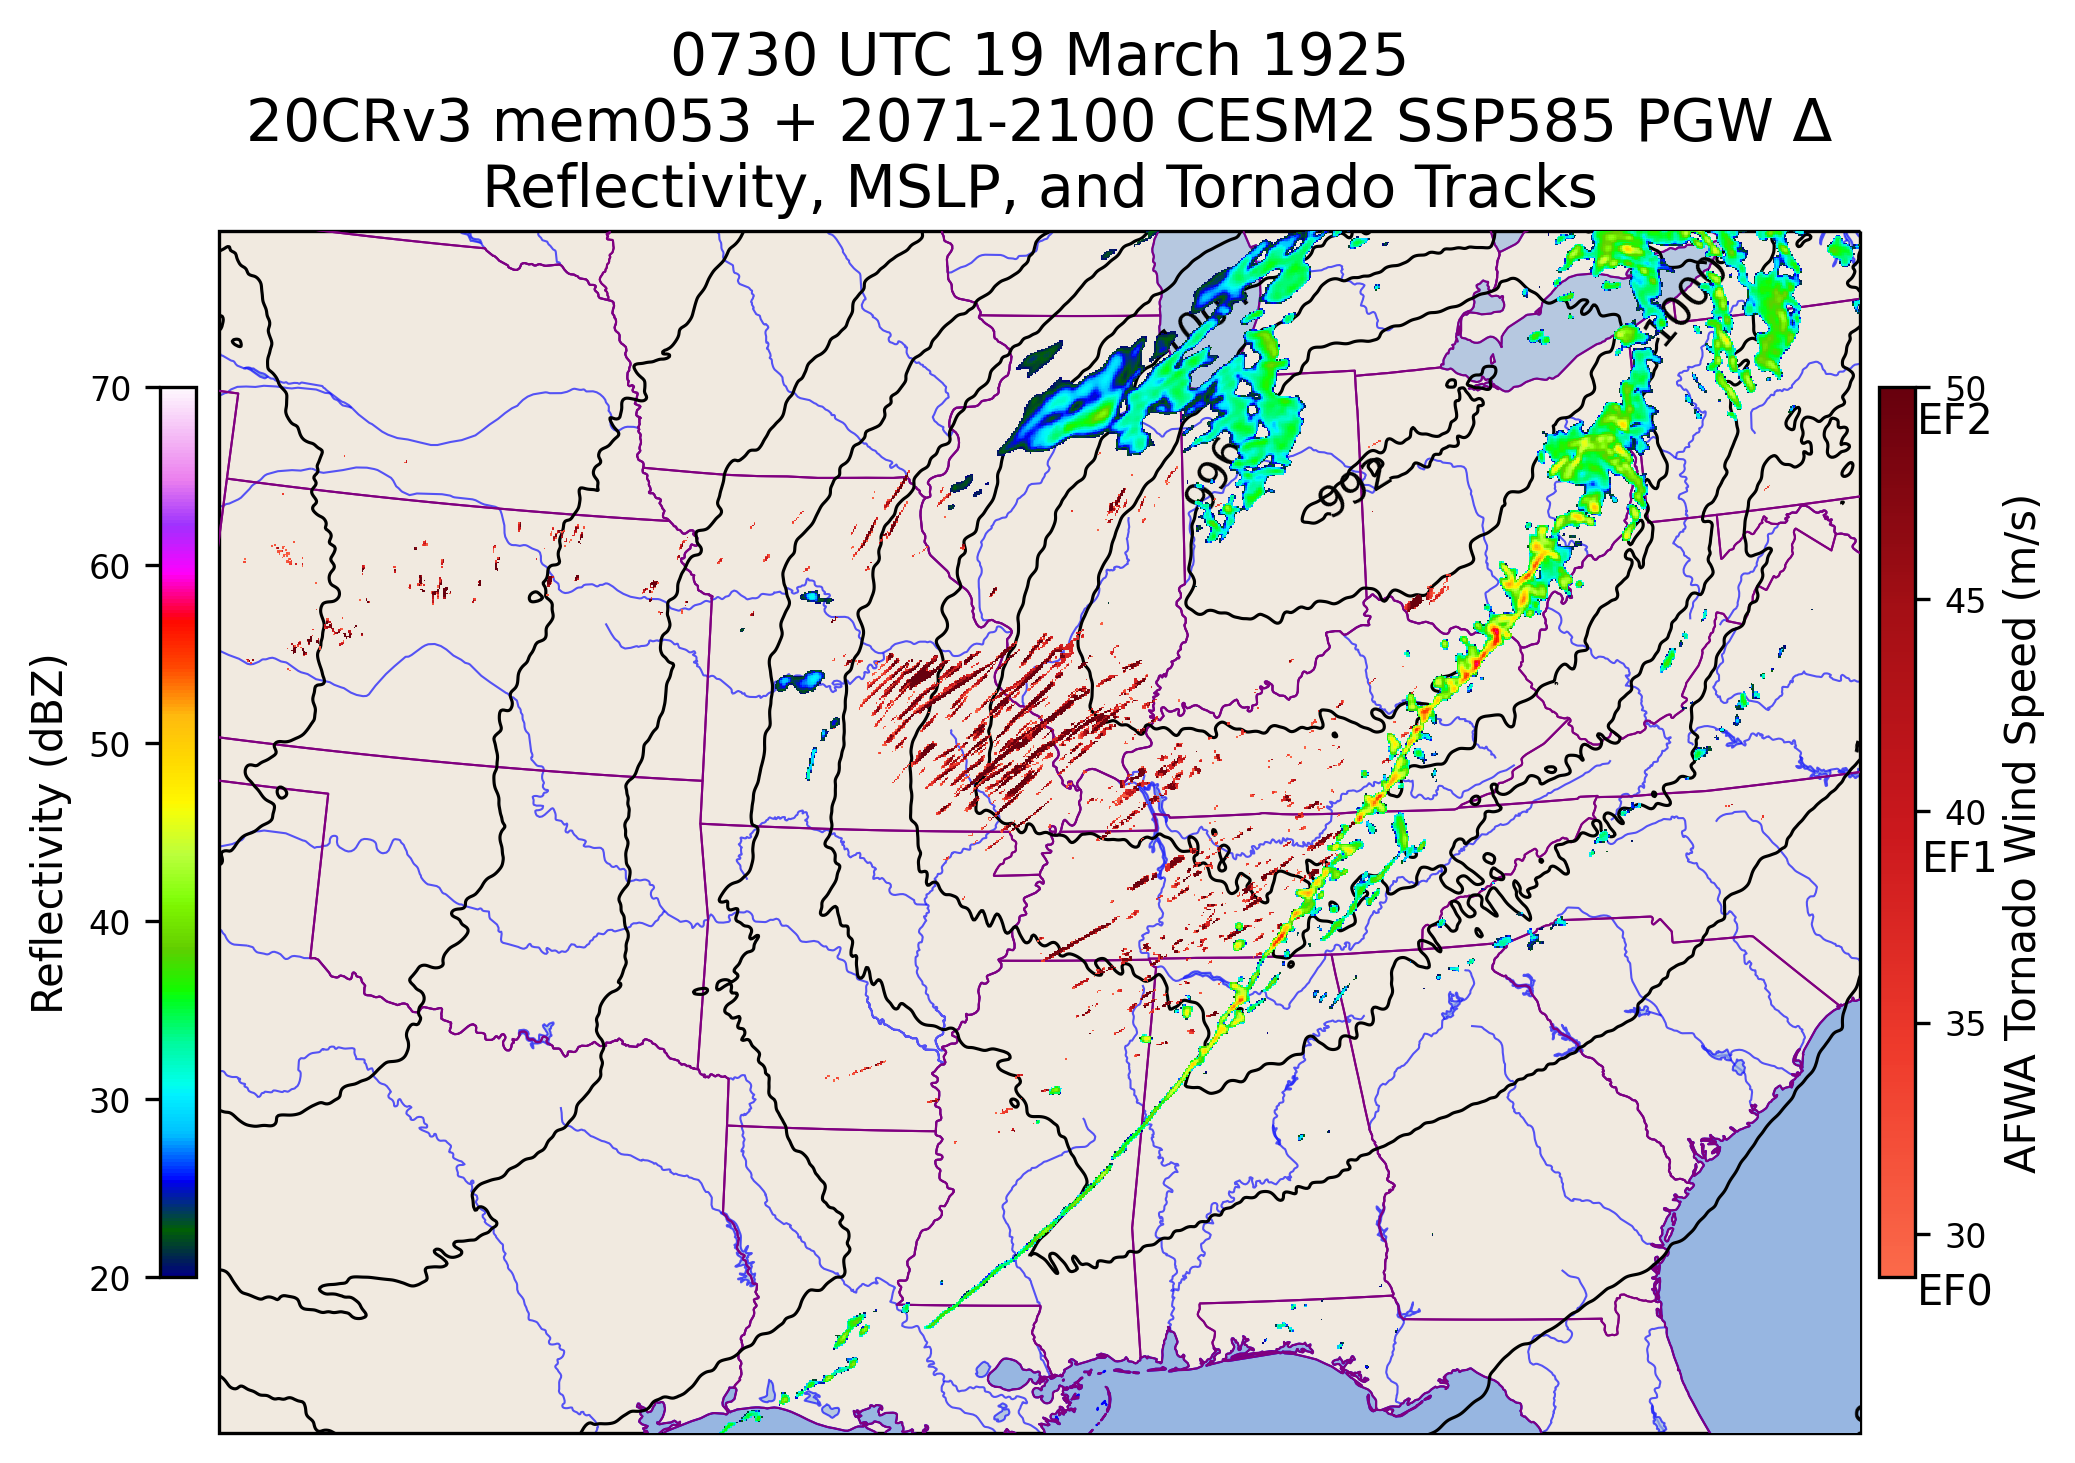 0730 UTC 19 March 1925
20CRv3 mem053 + 2071-2100 CESM2 SSP585 PGW Δ
Reflectivity, MSLP, and Tornado Tracks
Reflectivity (dBZ)
70
60
50
40
30
20
1000
996
992
50
EF2
45
40
EF1
35
30
EF0
AFWA Tornado Wind Speed (m/s)